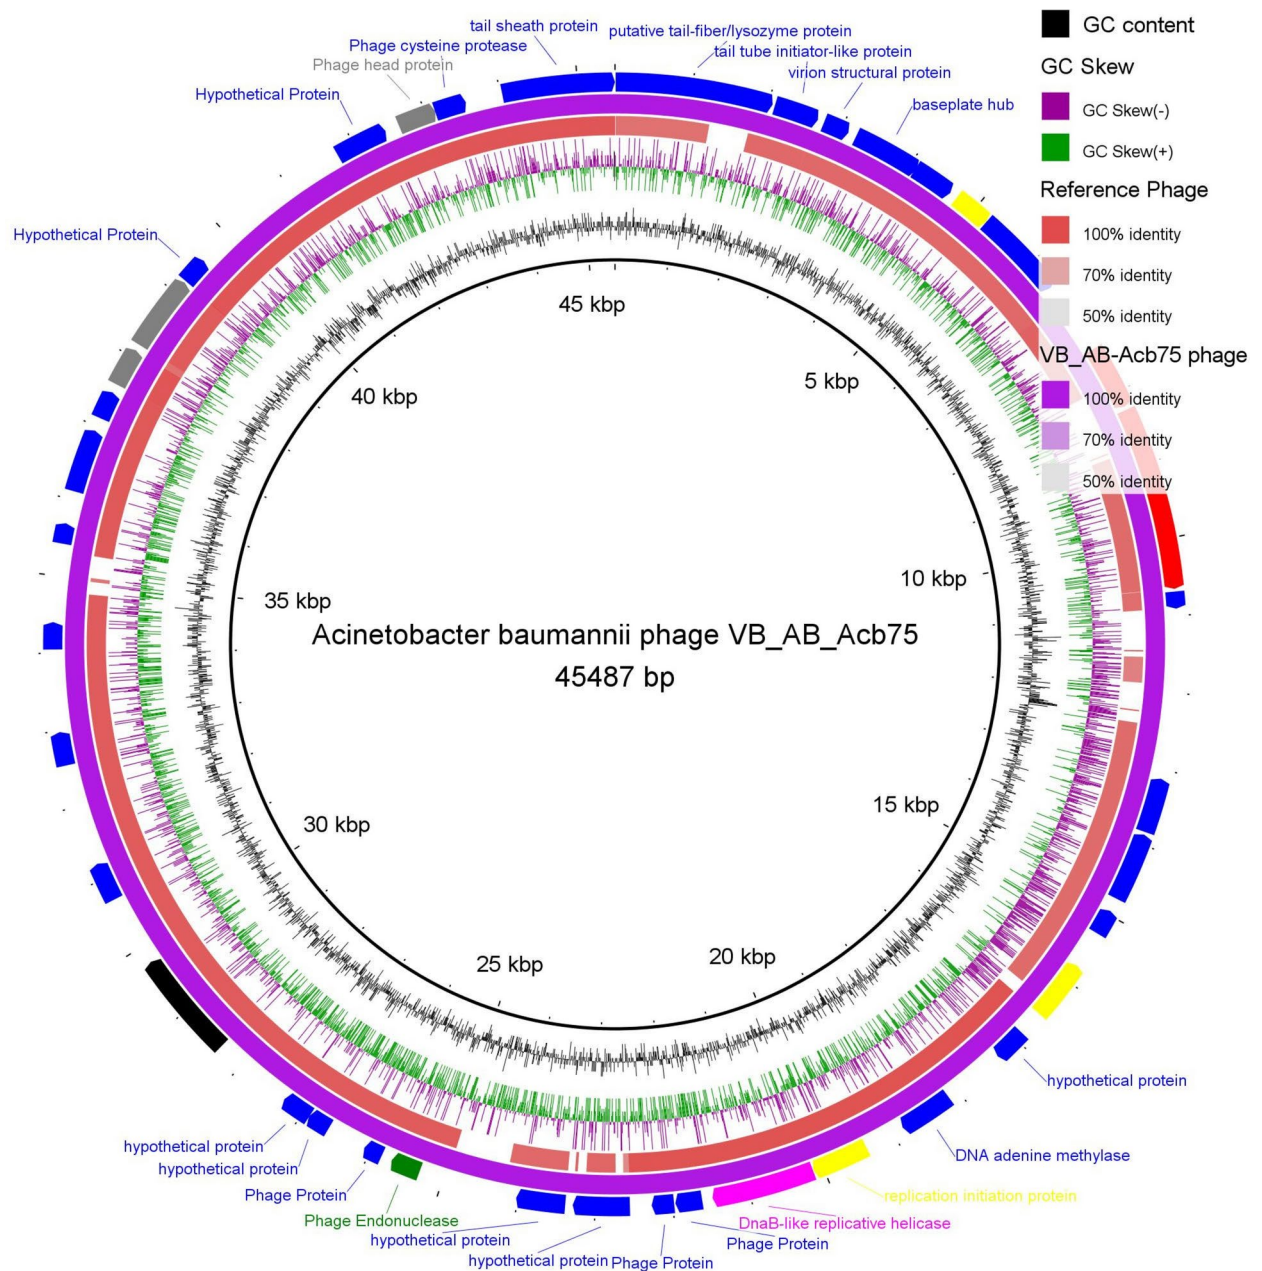 tail sheath protein
putative tail-fiber/lysozyme protein
Phage cysteine protease
tail tube initiator-like protein
Phage head protein
virion structural protein
Hypothetical Protein
baseplate hub
Hypothetical Protein
GC content
GC Skew
GC Skew(-)
GC Skew(+)
Reference Phage
100% identity
70% identity
50% identity
VB_AB-Acb75 phage
100% identity
70% identity
50% identity
45 kbp
5 kbp
40 kbp
10 kbp
35 kbp
Acinetobacter baumannii phage VB_AB_Acb75
45487 bp
15 kbp
30 kbp
20 kbp
25 kbp
hypothetical protein
DNA adenine methylase
replication initiation protein
DnaB-like replicative helicase
Phage Protein
Phage Protein
hypothetical protein
hypothetical protein
Phage Endonuclease
Phage Protein
hypothetical protein
hypothetical protein